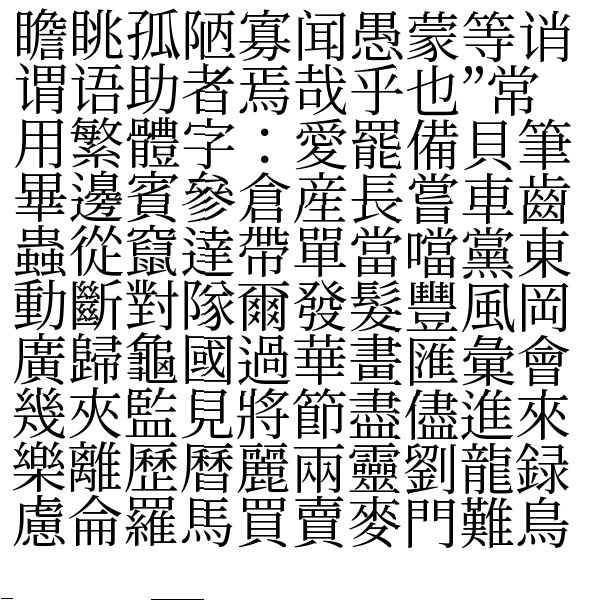 瞻眺孤陋寡闻愚蒙等诮
谓语助者焉哉乎也”常
用繁體字：愛罷備貝筆
畢邊賓參倉産長嘗車齒
蟲從竄達帶單當噹黨東
動斷對隊爾發髮豐風岡
廣歸龜國過華畫匯彙會
幾夾監見將節盡儘進來
樂離歷曆麗兩靈劉龍録
慮侖羅馬買賣麥門難鳥